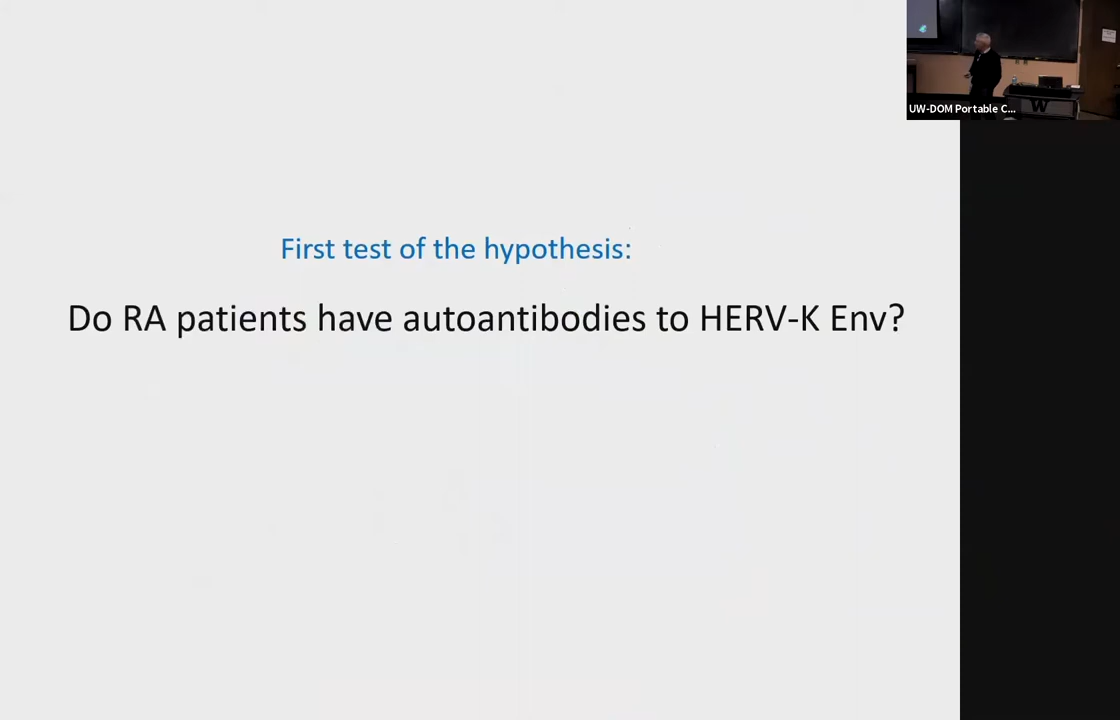 First test of the hypothesis:
Do RA patients have autoantibodies to HERV-K Env?
UW-DOM Portable C...
W